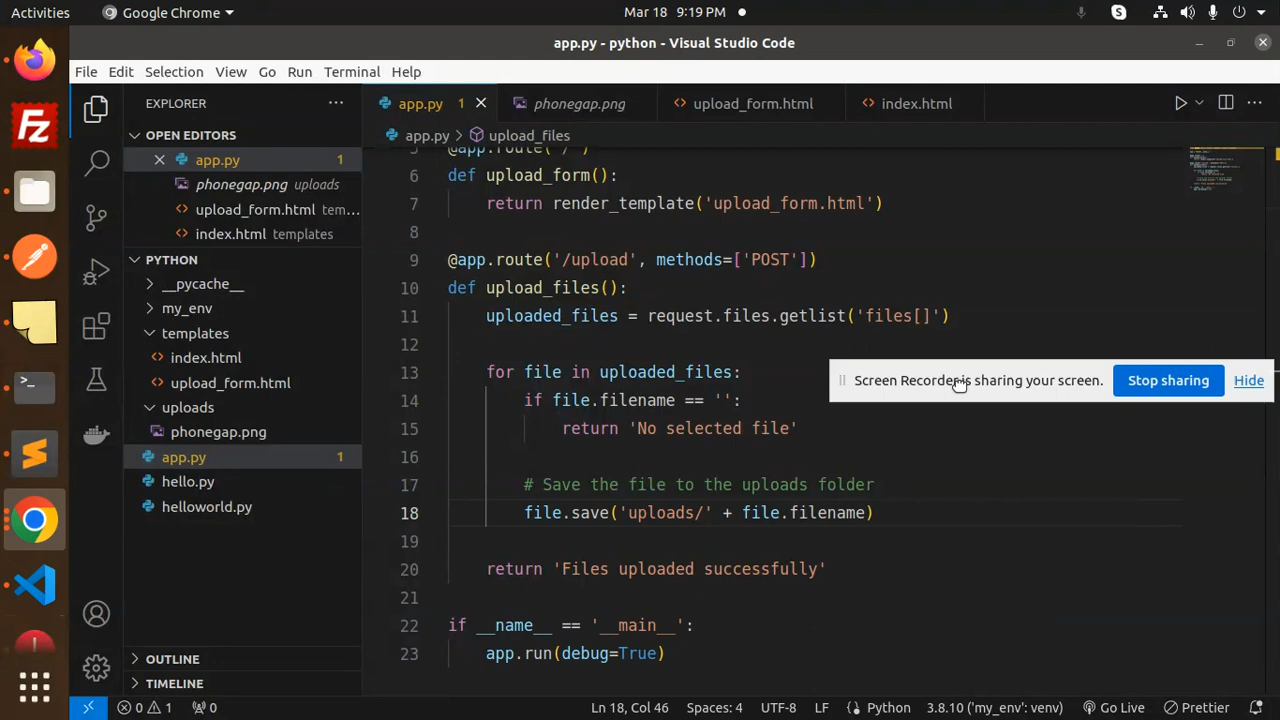 Activities
Google Chrome
Mar 18 9:19 PM
app.py - python - Visual Studio Code
File Edit Selection View Go Run Terminal Help
EXPLORER
app.py 1
phonegap.png
upload_form.html
index.html
OPEN EDITORS
app.py 1
phonegap.png uploads
upload_form.html tem...
index.html templates
PYTHON
__pycache__
my_env
templates
index.html
upload_form.html
uploads
phonegap.png
app.py 1
hello.py
helloworld.py
OUTLINE
TIMELINE
app.py > upload_files
5 @app.route('/')
6 def upload_form():
7 return render_template('upload_form.html')
8
9 @app.route('/upload', methods=['POST'])
10 def upload_files():
11 uploaded_files = request.files.getlist('files[]')
12
13 for file in uploaded_files:
14 if file.filename == '':
15 return 'No selected file'
16
17 # Save the file to the uploads folder
18 file.save('uploads/' + file.filename)
19
20 return 'Files uploaded successfully'
21
22 if __name__ == '__main__':
23 app.run(debug=True)
Screen Recorder is sharing your screen.
Stop sharing
Hide
0 1 0
Ln 18, Col 46
Spaces: 4
UTF-8
LF
Python
3.8.10 ('my_env': venv)
Go Live
Prettier